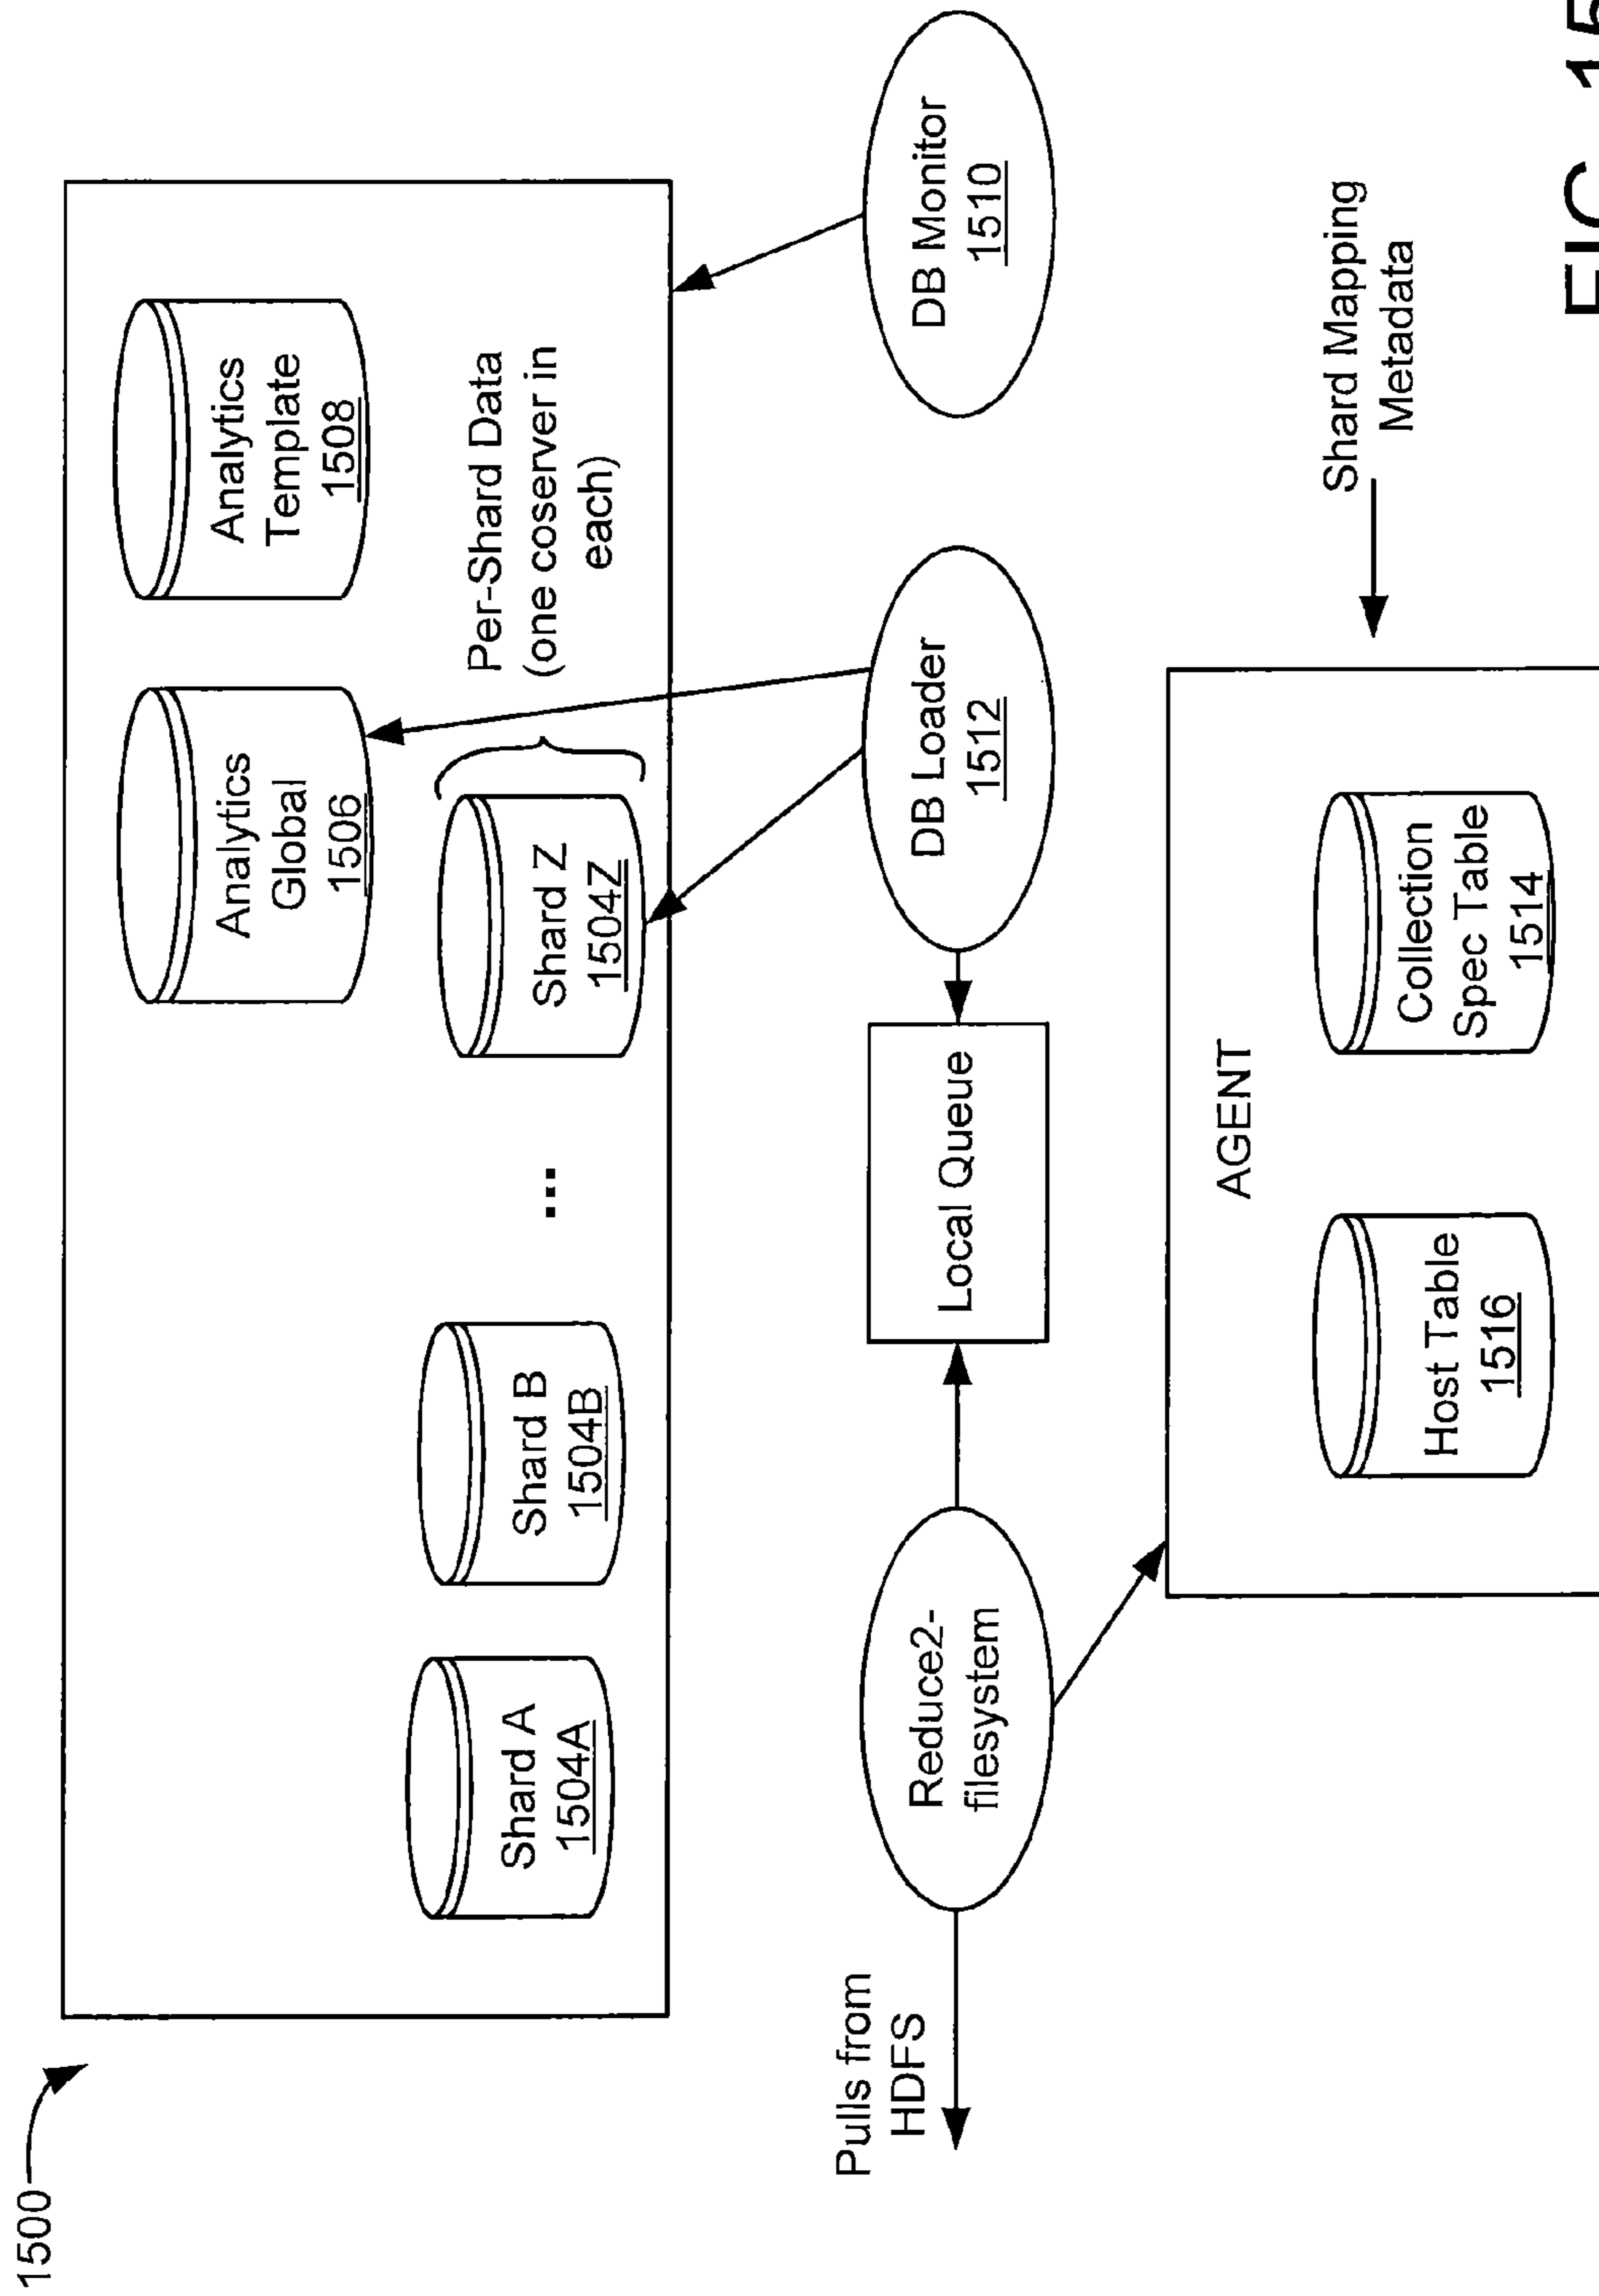 1500
Analytics
Global
1506
Analytics
Template
1508
Shard A
1504A
Shard B
1504B
...
Shard Z
1504Z
Per-Shard Data
(one coserver in
each)
Pulls from
HDFS
Reduce2-
filesystem
Local Queue
DB Loader
1512
DB Monitor
1510
AGENT
Host Table
1516
Collection
Spec Table
1514
Shard Mapping
Metadata
FIG. 15